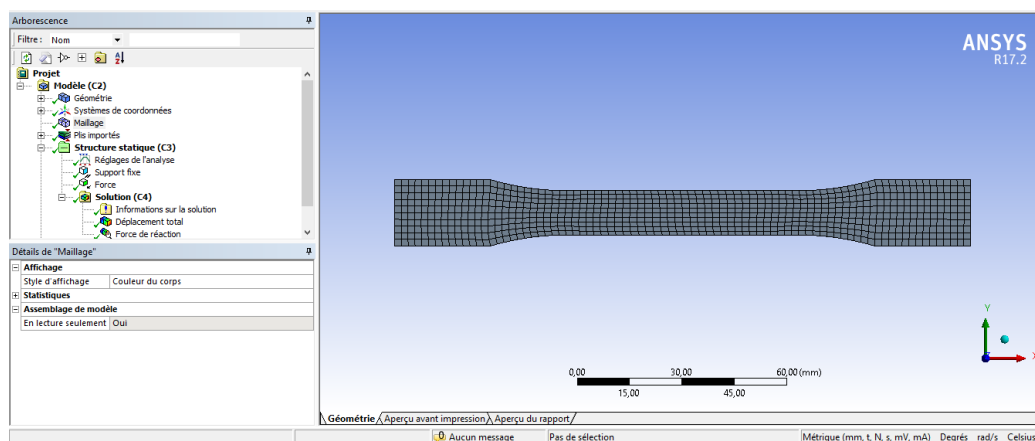 Arborescence
Filtre : Nom
Projet
Modèle (C2)
Géométrie
Systèmes de coordonnées
Maillage
Plis importés
Structure statique (C3)
Réglages de l'analyse
Support fixe
Force
Solution (C4)
Informations sur la solution
Déplacement total
Force de réaction
Détails de "Maillage"
Affichage
Style d'affichage Couleur du corps
Statistiques
Assemblage de modèle
En lecture seulement Oui
ANSYS
R17.2
Y
X
Z
0,00 30,00 60,00 (mm)
15,00 45,00
Géométrie Aperçu avant impression Aperçu du rapport
0 Aucun message Pas de sélection Métrique (mm, t, N, s, mV, mA) Degrés rad/s Celsius